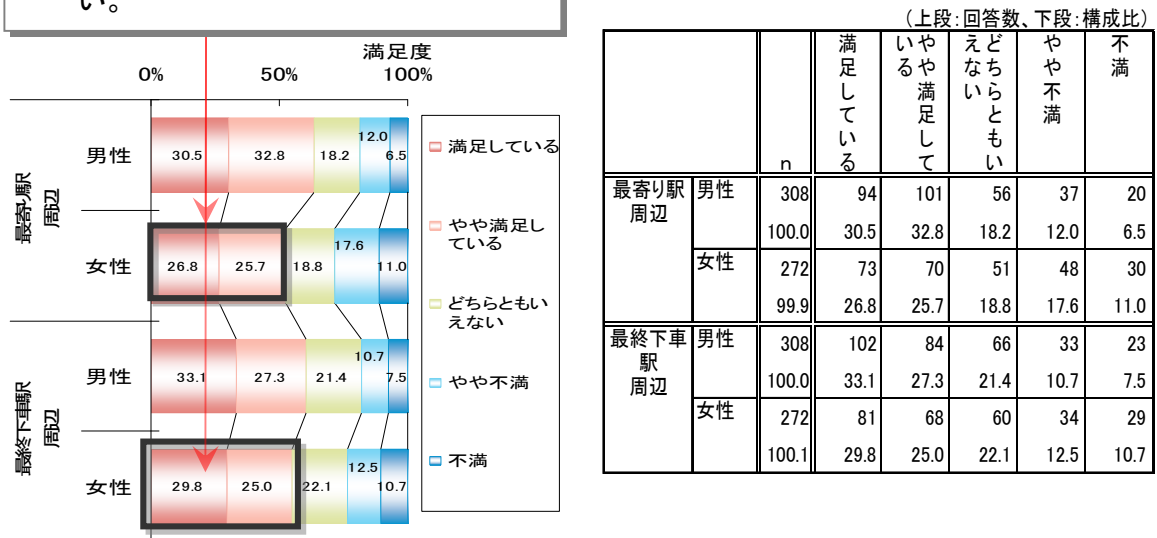 い。
満足度
0% 50% 100%
最寄り駅
周辺
男性 30.5 32.8 18.2 12.0 6.5
女性 26.8 25.7 18.8 17.6 11.0
最終下車駅
周辺
男性 33.1 27.3 21.4 10.7 7.5
女性 29.8 25.0 22.1 12.5 10.7
満足している
やや満足し
ている
どちらともい
えない
やや不満
不満
（上段：回答数、下段：構成比）
n
満足している
やや満足して
いる
どちらともい
えない
やや不満
不満
最寄り駅 男性 308 94 101 56 37 20
周辺
100.0 30.5 32.8 18.2 12.0 6.5
女性 272 73 70 51 48 30
99.9 26.8 25.7 18.8 17.6 11.0
最終下車 男性 308 102 84 66 33 23
駅
周辺
100.0 33.1 27.3 21.4 10.7 7.5
女性 272 81 68 60 34 29
100.1 29.8 25.0 22.1 12.5 10.7